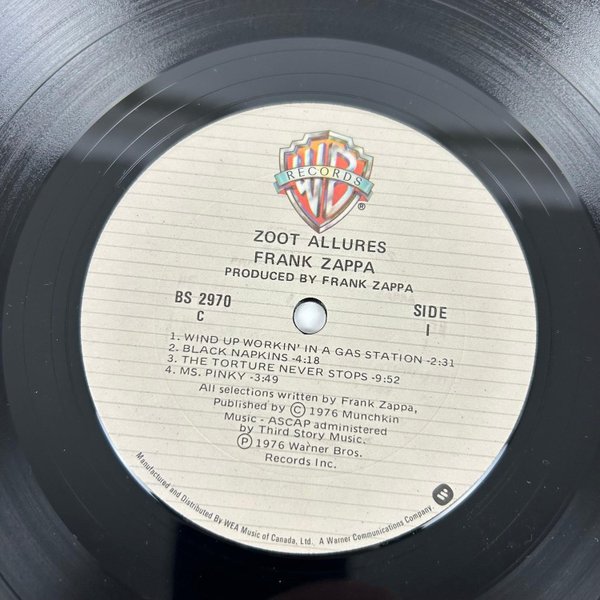 WB
RECORDS
®
ZOOT ALLURES
FRANK ZAPPA
PRODUCED BY FRANK ZAPPA
BS 2970
C
SIDE
1
1. WIND UP WORKIN' IN A GAS STATION -2:31
2. BLACK NAPKINS -4:18
3. THE TORTURE NEVER STOPS -9:52
4. MS. PINKY -3:49
All selections written by Frank Zappa,
Published by © 1976 Munchkin
Music - ASCAP administered
by Third Story Music.
℗ 1976 Warner Bros.
Records Inc.
Manufactured and Distributed By WEA Music of Canada, Ltd. A Warner Communications Company.